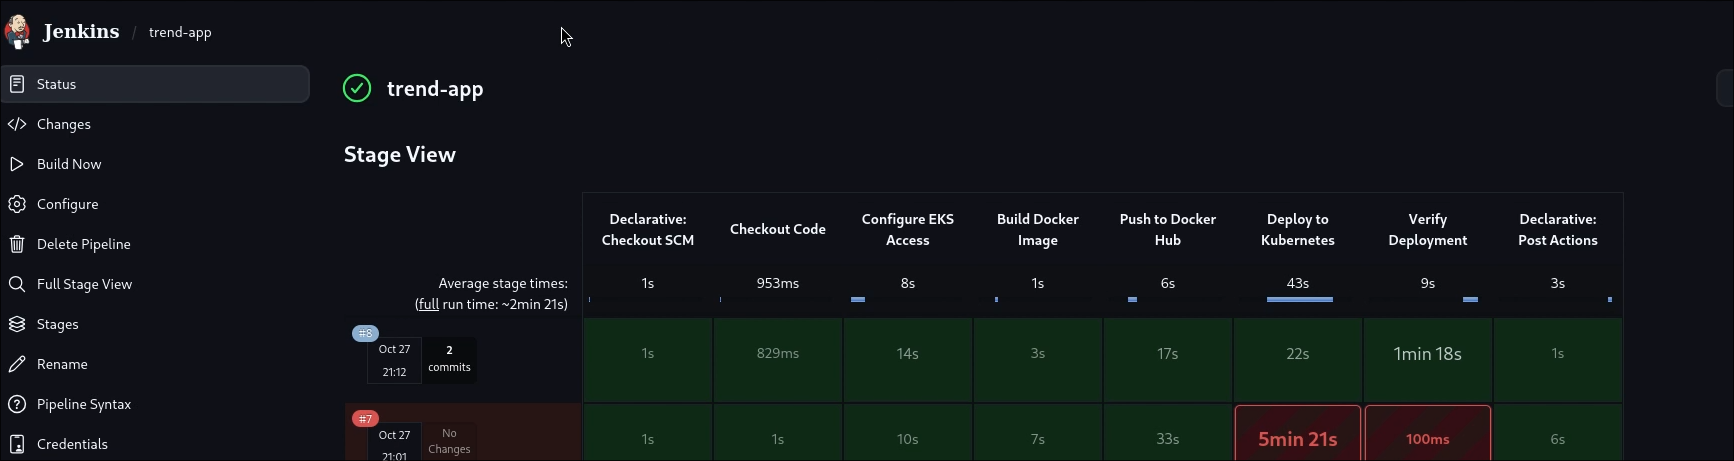 Jenkins / trend-app
Status
Changes
Build Now
Configure
Delete Pipeline
Full Stage View
Stages
Rename
Pipeline Syntax
Credentials
trend-app
Stage View
Declarative:
Checkout SCM
Checkout Code
Configure EKS
Access
Build Docker
Image
Push to Docker
Hub
Deploy to
Kubernetes
Verify
Deployment
Declarative:
Post Actions
Average stage times:
(full run time: ~2min 21s)
1s 953ms 8s 1s 6s 43s 9s 3s
#8
Oct 27
21:12
2
commits
1s 829ms 14s 3s 17s 22s 1min 18s 1s
#7
Oct 27
21:01
No
Changes
1s 1s 10s 7s 33s 5min 21s 100ms 6s